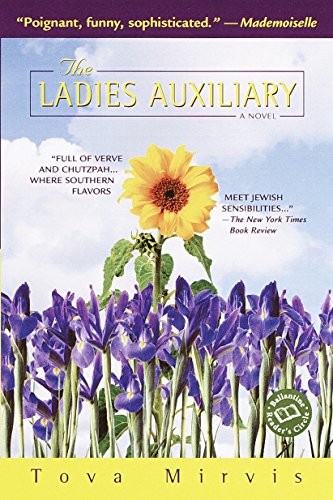 "Poignant, funny, sophisticated." —Mademoiselle
The
LADIES AUXILIARY
A NOVEL
"FULL OF VERVE
AND CHUTZPAH...
WHERE SOUTHERN
FLAVORS
MEET JEWISH
SENSIBILITIES..."
—The New York Times
Book Review
Ballantine
Reader's Circle
Tova Mirvis